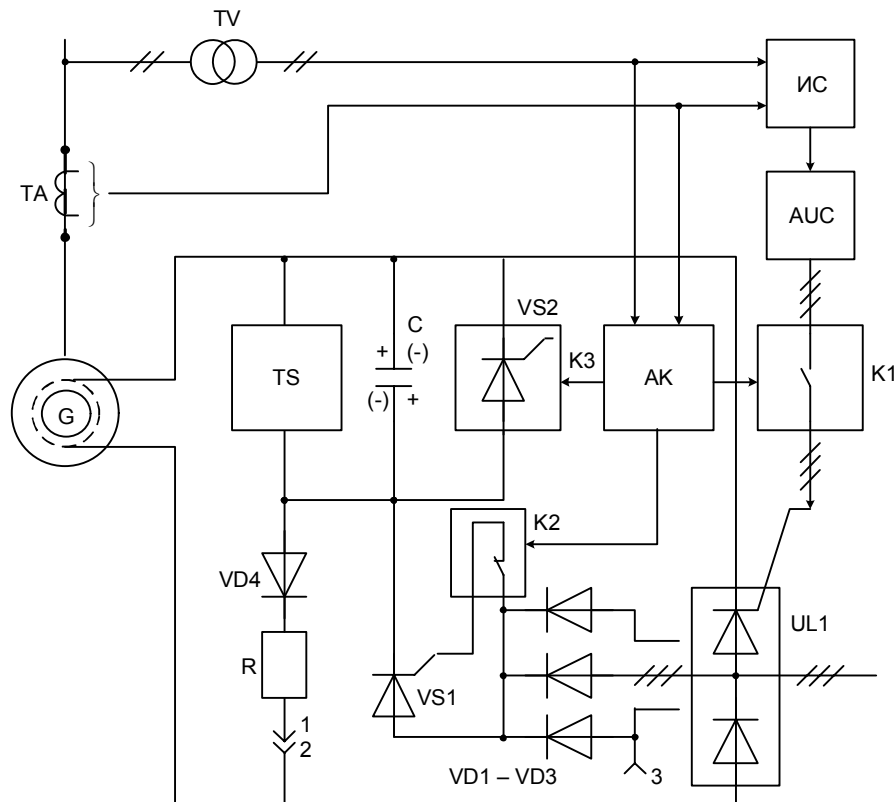 TV
ИС
TA
AUC
VS2
C
+ (-)
(-) +
TS
K3
AK
K1
G
K2
VD4
UL1
R
VS1
1
2
VD1 – VD3
3